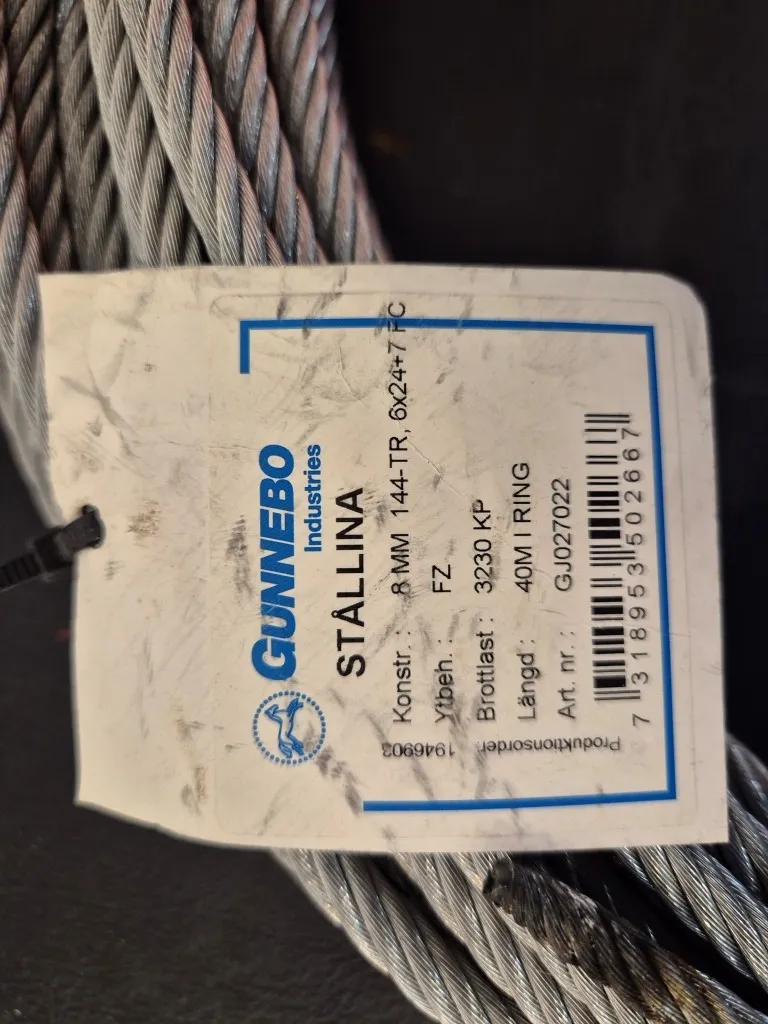 GUNNEBO
Industries
STÅLLINA
Konstr. : 8 MM 144-TR, 6x24+7 FC
Ytbeh. : FZ
Brottlast : 3230 KP
Längd : 40M I RING
Art. nr. : GJ027022
7 318953 502667
Produktionsorder: 1946903